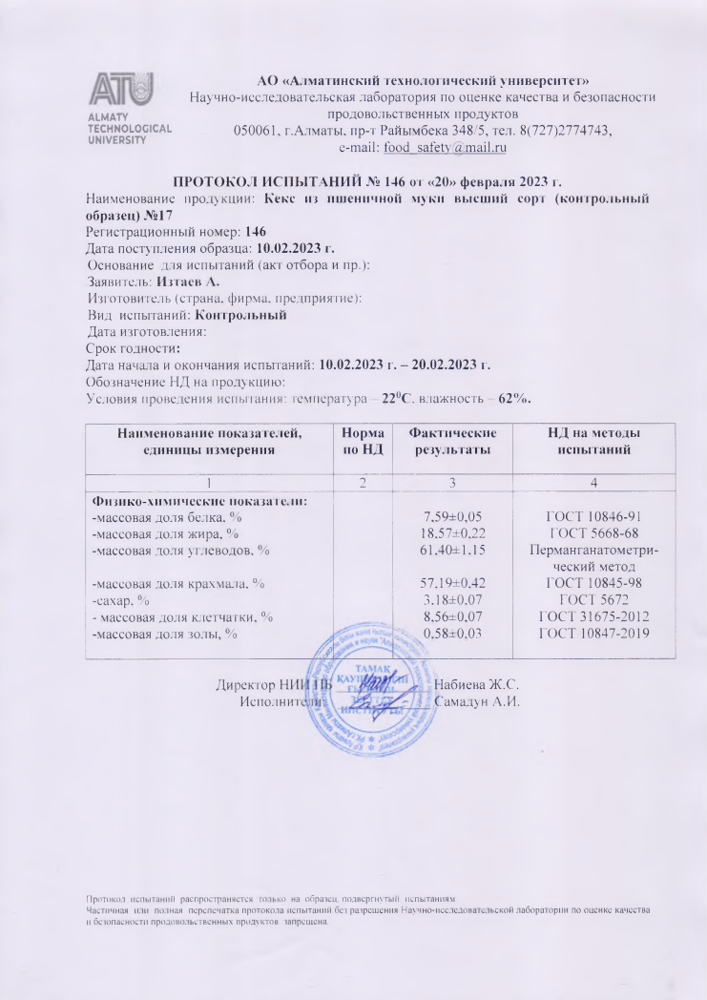 ATU
ALMATY
TECHNOLOGICAL
UNIVERSITY
АО «Алматинский технологический университет»
Научно-исследовательская лаборатория по оценке качества и безопасности
продовольственных продуктов
050061, г.Алматы, пр-т Райымбека 348/5, тел. 8(727)2774743,
e-mail: food_safety@mail.ru
ПРОТОКОЛ ИСПЫТАНИЙ № 146 от «20» февраля 2023 г.
Наименование продукции: Кекс из пшеничной муки высший сорт (контрольный
образец) №17
Регистрационный номер: 146
Дата поступления образца: 10.02.2023 г.
Основание для испытаний (акт отбора и пр.):
Заявитель: Изтаев А.
Изготовитель (страна, фирма, предприятие):
Вид испытаний: Контрольный
Дата изготовления:
Срок годности:
Дата начала и окончания испытаний: 10.02.2023 г. – 20.02.2023 г.
Обозначение НД на продукцию:
Условия проведения испытания: температура – 22⁰С, влажность – 62%.
Наименование показателей, Норма Фактические НД на методы
единицы измерения по НД результаты испытаний
1 2 3 4
Физико-химические показатели:
-массовая доля белка, % 7,59±0,05 ГОСТ 10846-91
-массовая доля жира, % 18,57±0,22 ГОСТ 5668-68
-массовая доля углеводов, % 61,40±1,15 Перманганатометри-
ческий метод
-массовая доля крахмала, % 57,19±0,42 ГОСТ 10845-98
-сахар, % 3,18±0,07 ГОСТ 5672
- массовая доля клетчатки, % 8,56±0,07 ГОСТ 31675-2012
-массовая доля золы, % 0,58±0,03 ГОСТ 10847-2019
ТАМАК
Директор НИИ ПБ Набиева Ж.С.
Исполнители: Самадун А.И.
ИНСТИТУТЫ
Протокол испытаний распространяется только на образец, подвергнутый испытаниям
Частичная или полная перепечатка протокола испытаний без разрешения Научно-исследовательской лаборатории по оценке качества
и безопасности продовольственных продуктов запрещена.